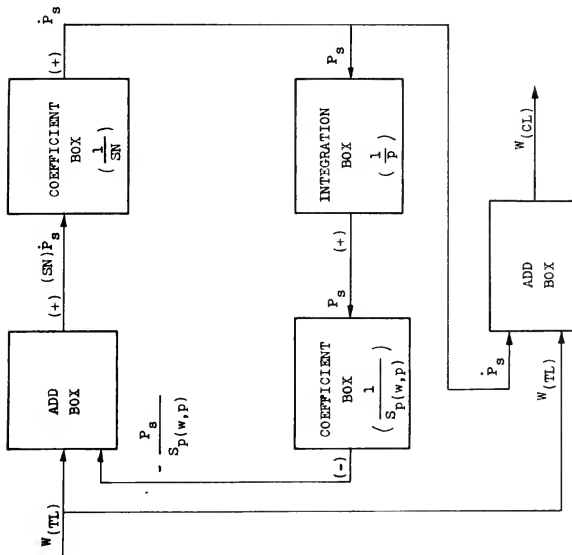 W(TL)
ADD
BOX
(+)
(SN)Ṗs
COEFFICIENT
BOX
(1/SN)
(+)
Ṗs
- Ps/Sp(w,p)
(-)
COEFFICIENT
BOX
(1/Sp(w,p))
Ps
(+)
INTEGRATION
BOX
(1/p)
Ps
Ṗs
W(TL)
ADD
BOX
W(CL)